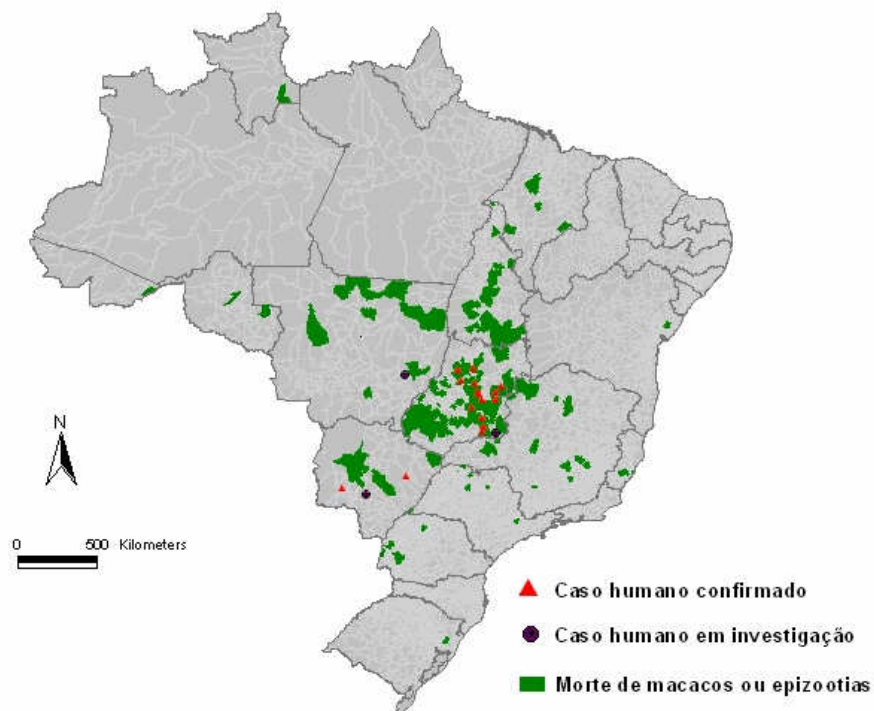 N
0 500 Kilometers
Caso humano confirmado
Caso humano em investigação
Morte de macacos ou epizootias